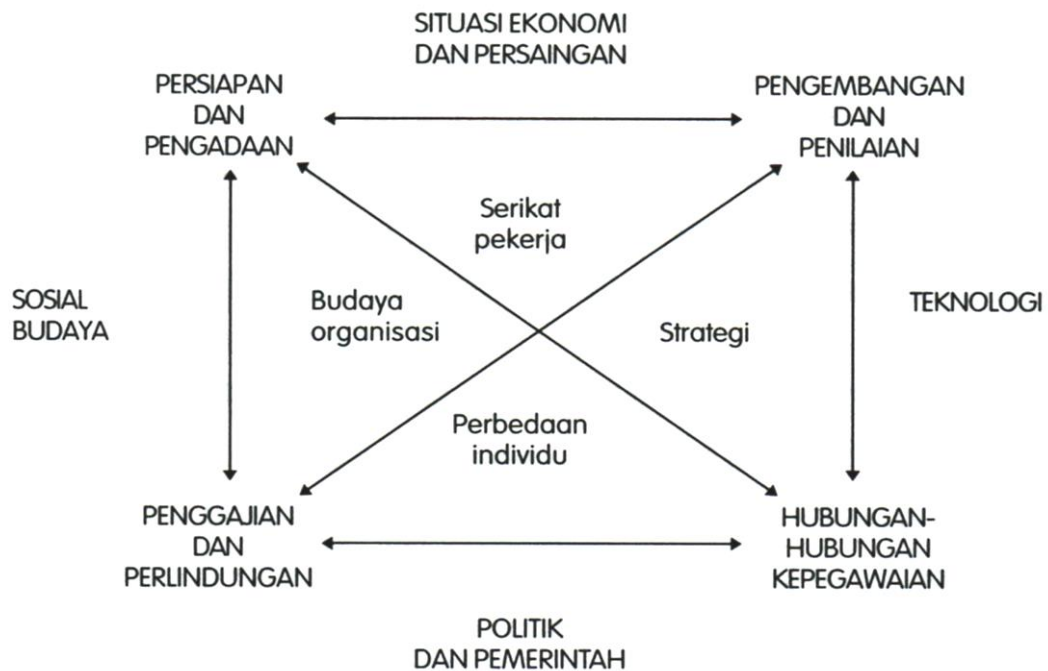 SITUASI EKONOMI
DAN PERSAINGAN
PERSIAPAN
DAN
PENGADAAN
PENGEMBANGAN
DAN
PENILAIAN
Serikat
pekerja
SOSIAL
BUDAYA
Budaya
organisasi
Strategi
TEKNOLOGI
Perbedaan
individu
PENGGAJIAN
DAN
PERLINDUNGAN
HUBUNGAN-
HUBUNGAN
KEPEGAWAIAN
POLITIK
DAN PEMERINTAH